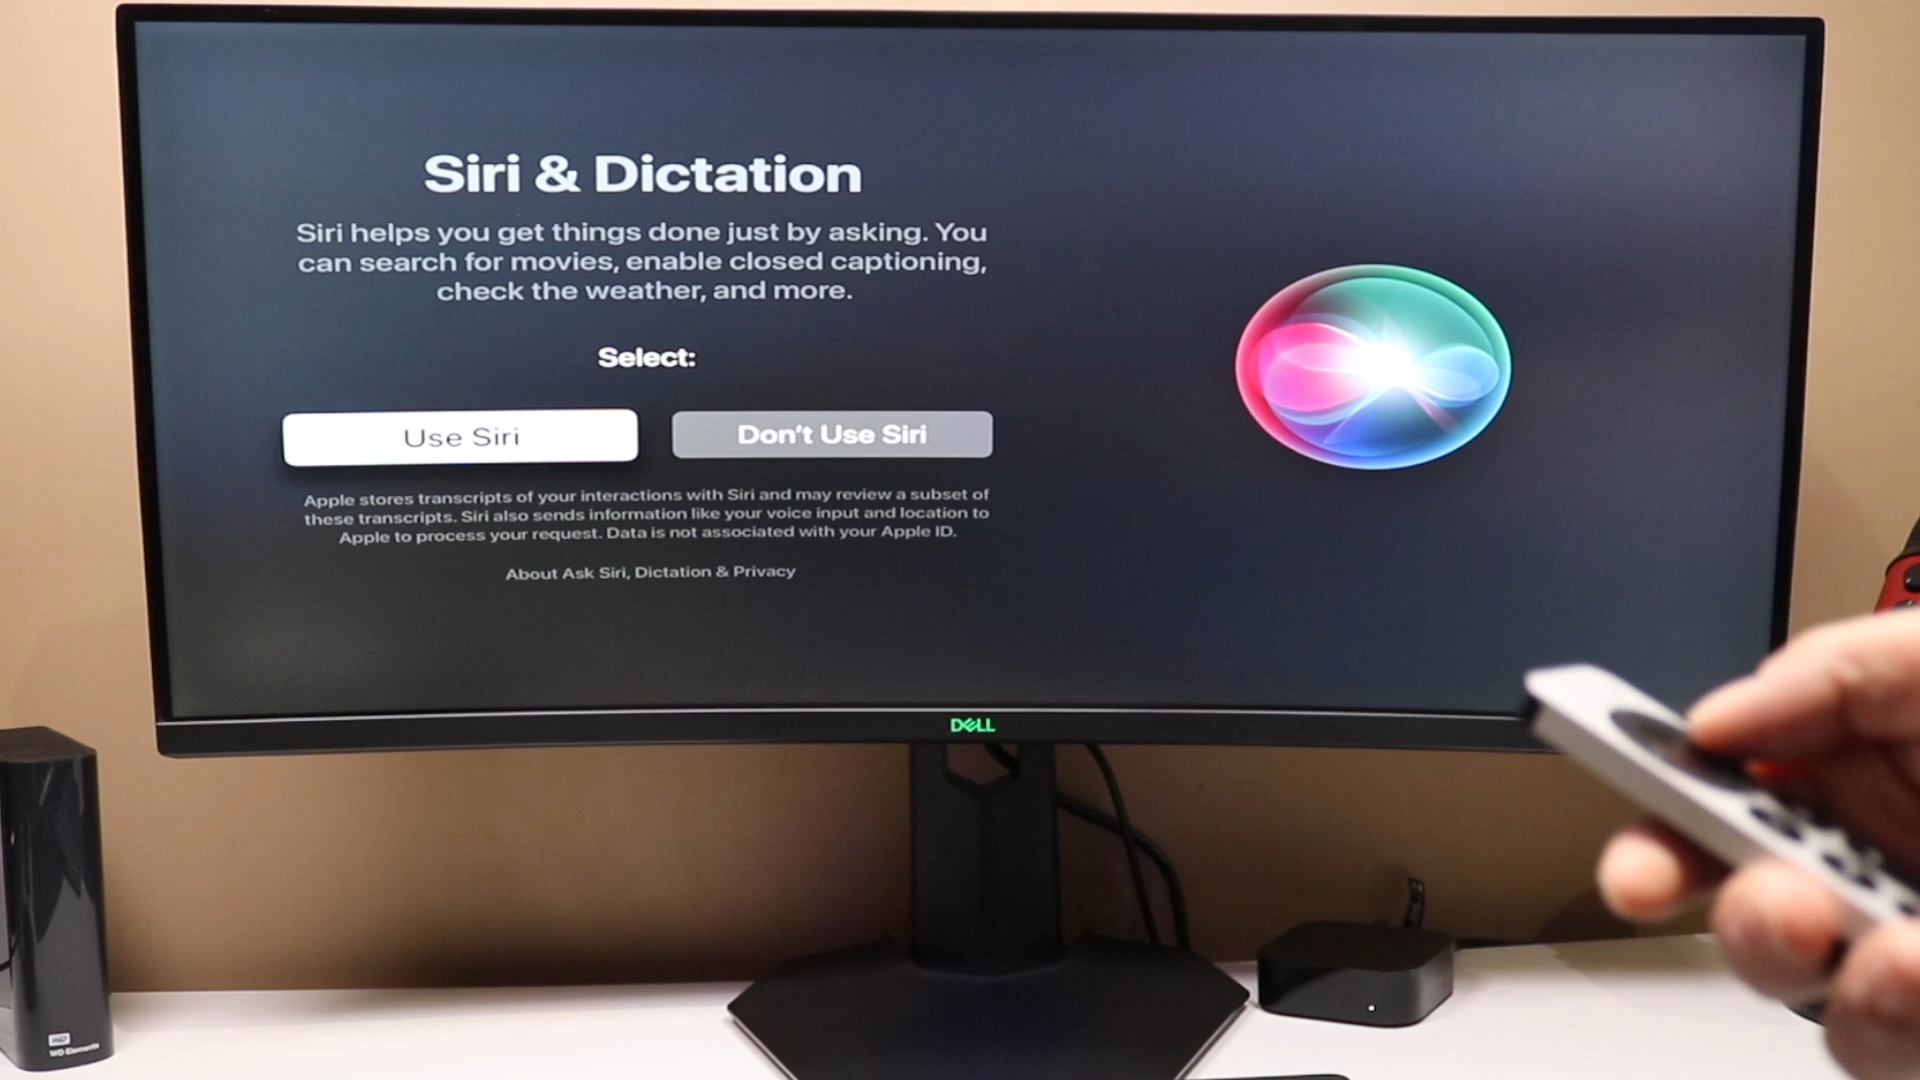 Siri & Dictation
Siri helps you get things done just by asking. You
can search for movies, enable closed captioning,
check the weather, and more.
Select:
Use Siri
Don't Use Siri
Apple stores transcripts of your interactions with Siri and may review a subset of
these transcripts. Siri also sends information like your voice input and location to
Apple to process your request. Data is not associated with your Apple ID.
About Ask Siri, Dictation & Privacy
DELL
WD
WD Elements